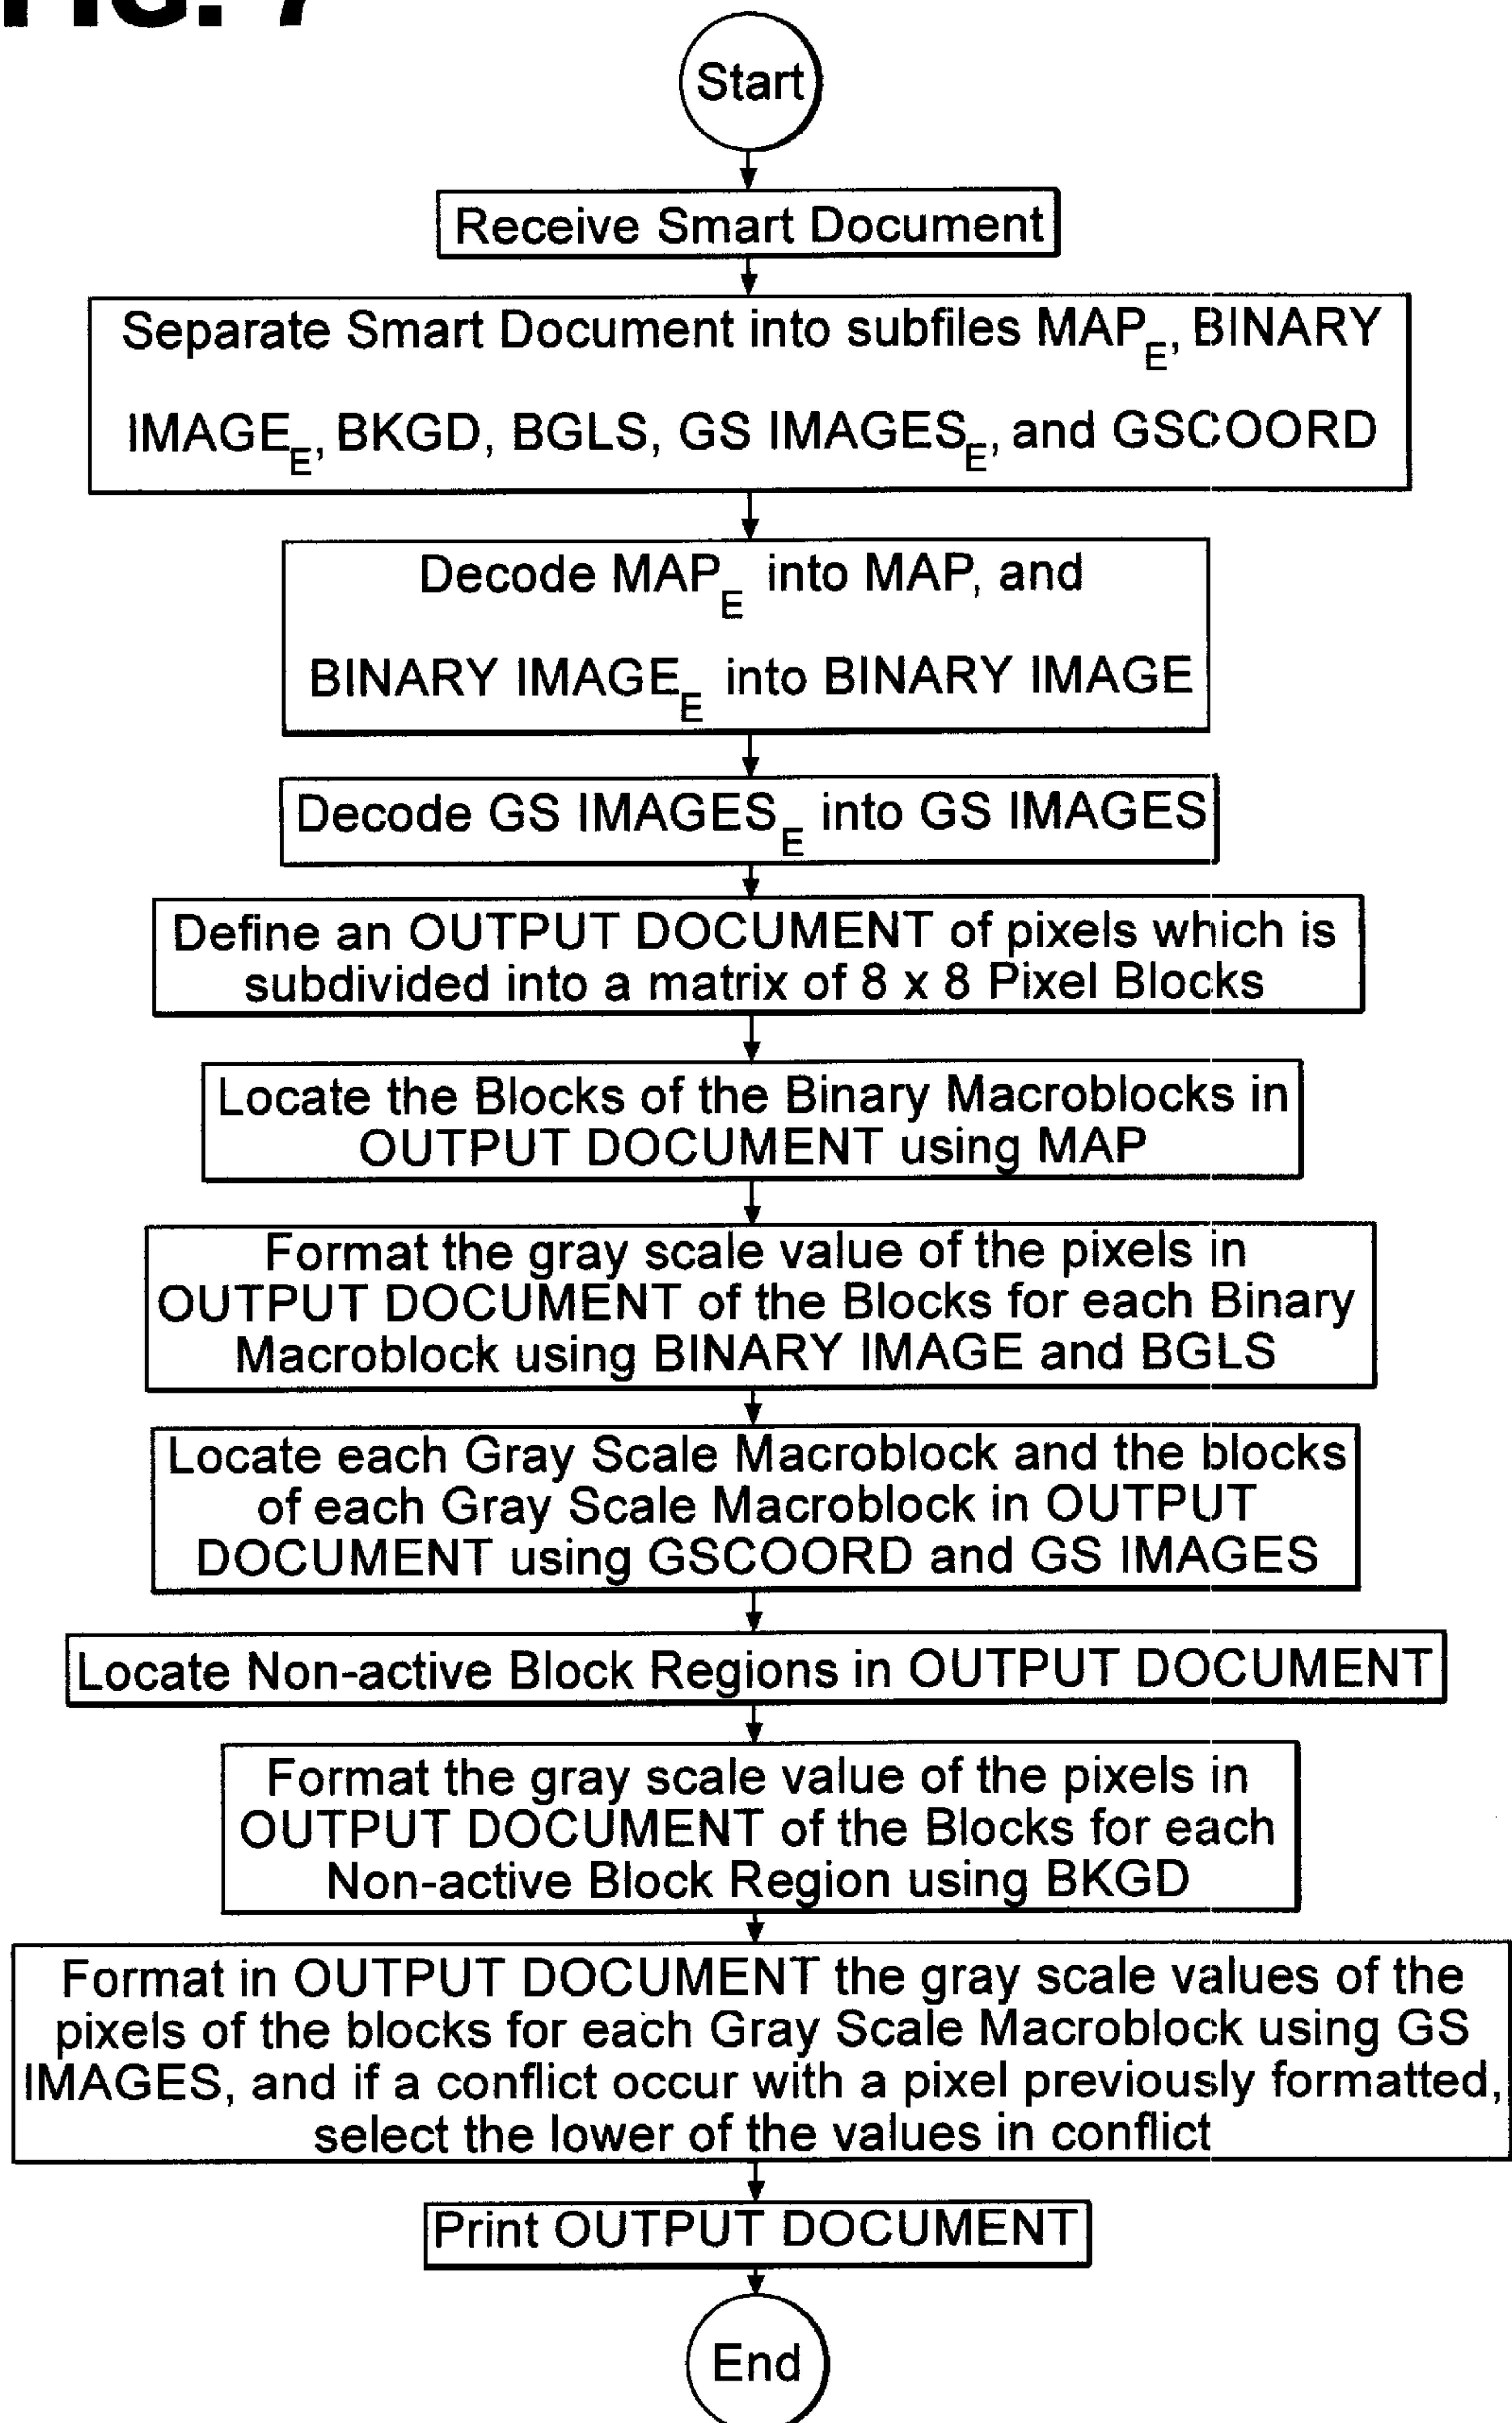 FIG. 7
Start
Receive Smart Document
Separate Smart Document into subfiles MAP_E, BINARY
IMAGE_E, BKGD, BGLS, GS IMAGES_E, and GSCOORD
Decode MAP_E into MAP, and
BINARY IMAGE_E into BINARY IMAGE
Decode GS IMAGES_E into GS IMAGES
Define an OUTPUT DOCUMENT of pixels which is
subdivided into a matrix of 8 x 8 Pixel Blocks
Locate the Blocks of the Binary Macroblocks in
OUTPUT DOCUMENT using MAP
Format the gray scale value of the pixels in
OUTPUT DOCUMENT of the Blocks for each Binary
Macroblock using BINARY IMAGE and BGLS
Locate each Gray Scale Macroblock and the blocks
of each Gray Scale Macroblock in OUTPUT
DOCUMENT using GSCOORD and GS IMAGES
Locate Non-active Block Regions in OUTPUT DOCUMENT
Format the gray scale value of the pixels in
OUTPUT DOCUMENT of the Blocks for each
Non-active Block Region using BKGD
Format in OUTPUT DOCUMENT the gray scale values of the
pixels of the blocks for each Gray Scale Macroblock using GS
IMAGES, and if a conflict occur with a pixel previously formatted,
select the lower of the values in conflict
Print OUTPUT DOCUMENT
End